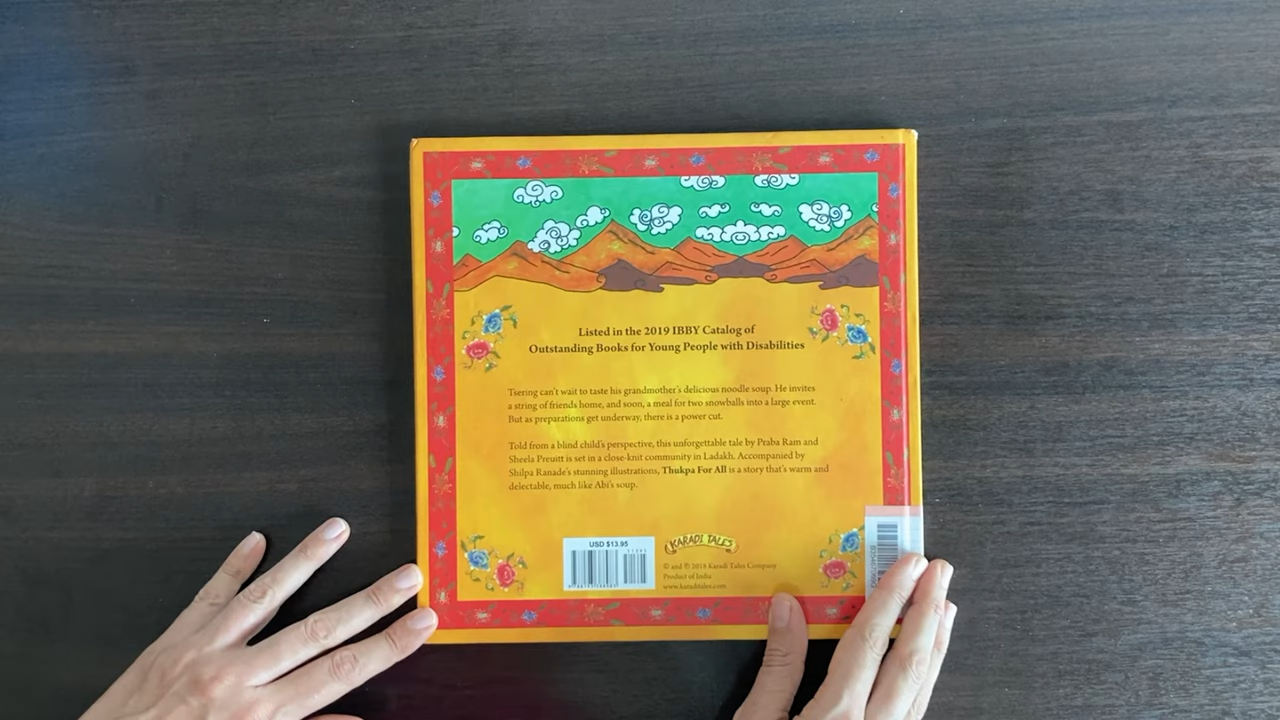 Listed in the 2019 IBBY Catalog of
Outstanding Books for Young People with Disabilities
Tsering can't wait to taste his grandmother's delicious noodle soup. He invites
a string of friends home, and soon, a meal for two snowballs into a large event.
But as preparations get underway, there is a power cut.
Told from a blind child's perspective, this unforgettable tale by Praba Ram and
Sheela Preuitt is set in a close-knit community in Ladakh. Accompanied by
Shilpa Ranade's stunning illustrations, Thukpa For All is a story that's warm and
delectable, much like Abi's soup.
USD $13.95
KARADI TALES
© and ℗ 2018 Karadi Tales Company
Product of India
www.karaditales.com